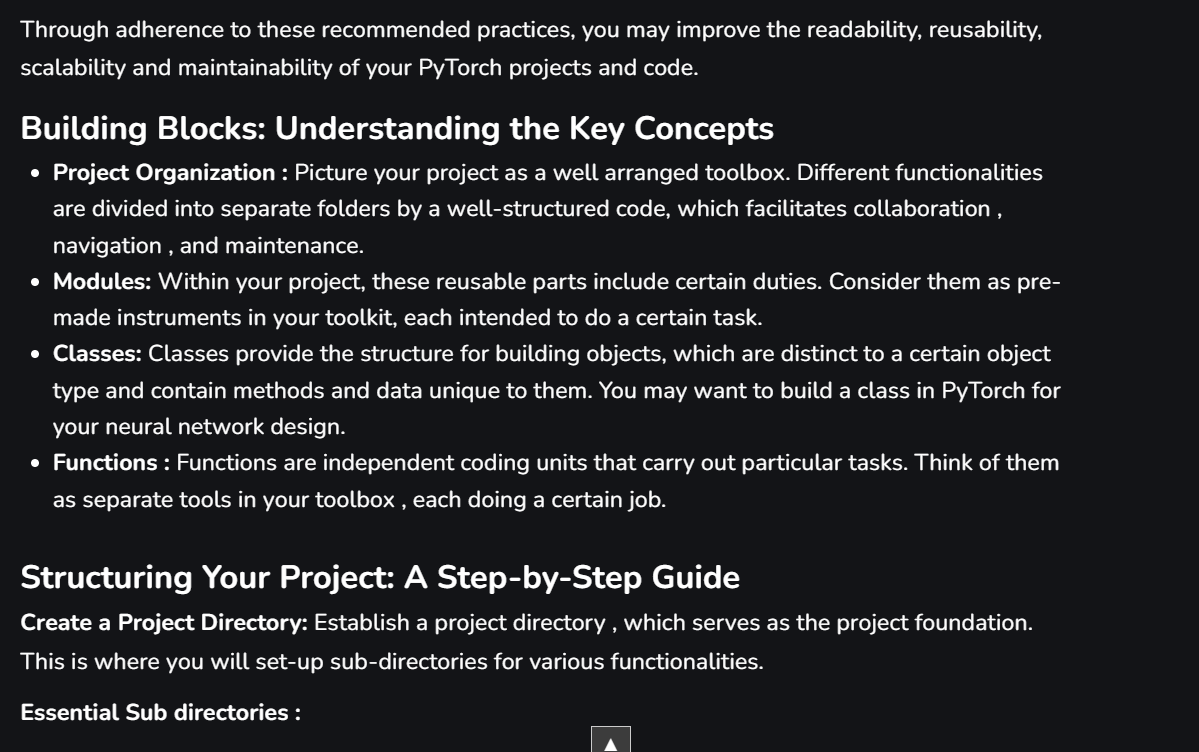 Through adherence to these recommended practices, you may improve the readability, reusability,
scalability and maintainability of your PyTorch projects and code.
Building Blocks: Understanding the Key Concepts
• Project Organization : Picture your project as a well arranged toolbox. Different functionalities
are divided into separate folders by a well-structured code, which facilitates collaboration ,
navigation , and maintenance.
• Modules: Within your project, these reusable parts include certain duties. Consider them as pre-
made instruments in your toolkit, each intended to do a certain task.
• Classes: Classes provide the structure for building objects, which are distinct to a certain object
type and contain methods and data unique to them. You may want to build a class in PyTorch for
your neural network design.
• Functions : Functions are independent coding units that carry out particular tasks. Think of them
as separate tools in your toolbox , each doing a certain job.
Structuring Your Project: A Step-by-Step Guide
Create a Project Directory: Establish a project directory , which serves as the project foundation.
This is where you will set-up sub-directories for various functionalities.
Essential Sub directories :